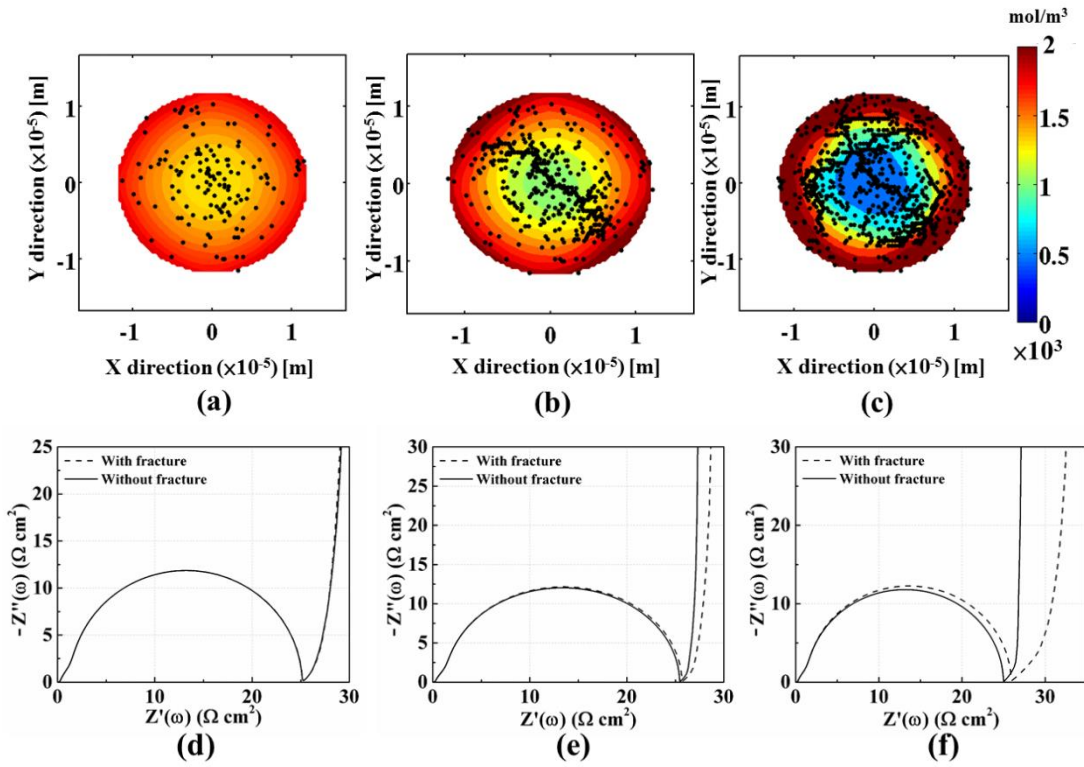 mol/m³
2
1.5
1
0.5
0
×10³
Y direction (×10⁻⁵) [m]
1
0
-1
-1 0 1
X direction (×10⁻⁵) [m]
(a)
Y direction (×10⁻⁵) [m]
1
0
-1
-1 0 1
X direction (×10⁻⁵) [m]
(b)
Y direction (×10⁻⁵) [m]
1
0
-1
-1 0 1
X direction (×10⁻⁵) [m]
(c)
-Z''(ω) (Ω cm²)
25
20
15
10
5
0
With fracture
Without fracture
0 10 20 30
Z'(ω) (Ω cm²)
(d)
-Z''(ω) (Ω cm²)
30
25
20
15
10
5
0
With fracture
Without fracture
0 10 20 30
Z'(ω) (Ω cm²)
(e)
-Z''(ω) (Ω cm²)
30
25
20
15
10
5
0
With fracture
Without fracture
0 10 20 30
Z'(ω) (Ω cm²)
(f)